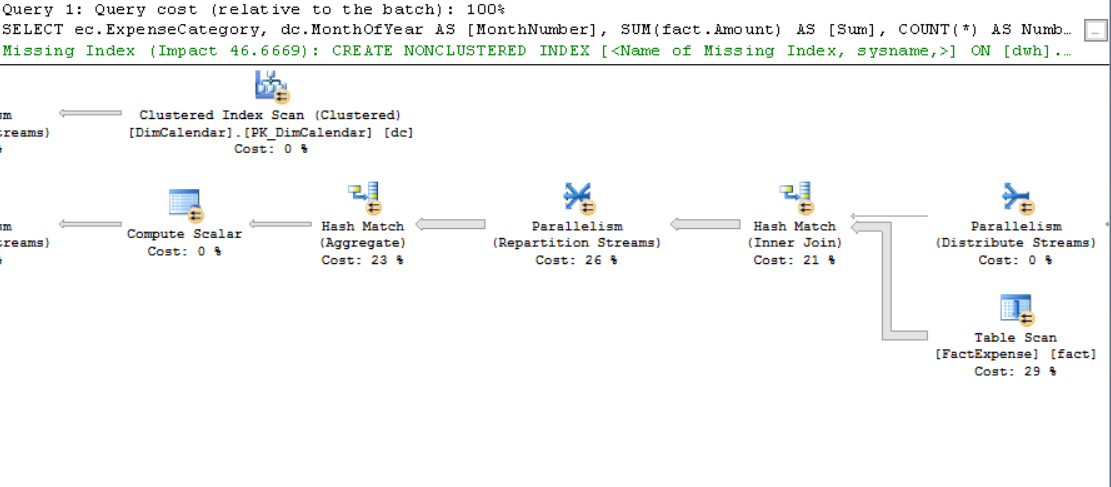 Query 1: Query cost (relative to the batch): 100%
SELECT ec.ExpenseCategory, dc.MonthOfYear AS [MonthNumber], SUM(fact.Amount) AS [Sum], COUNT(*) AS Numb…
Missing Index (Impact 46.6669): CREATE NONCLUSTERED INDEX [<Name of Missing Index, sysname,>] ON [dwh]....
sm
reams)
%
Clustered Index Scan (Clustered)
[DimCalendar].[PK_DimCalendar] [dc]
Cost: 0 %
sm
reams)
%
Compute Scalar
Cost: 0 %
Hash Match
(Aggregate)
Cost: 23 %
Parallelism
(Repartition Streams)
Cost: 26 %
Hash Match
(Inner Join)
Cost: 21 %
Parallelism
(Distribute Streams)
Cost: 0 %
Table Scan
[FactExpense] [fact]
Cost: 29 %